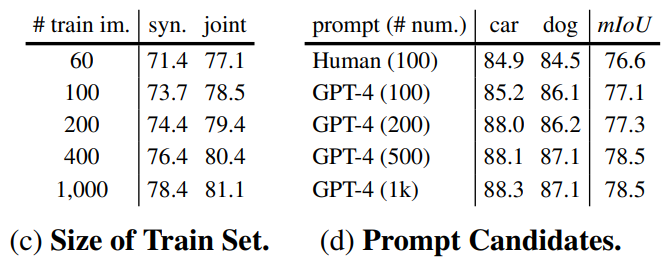 # train im. syn. joint
60 71.4 77.1
100 73.7 78.5
200 74.4 79.4
400 76.4 80.4
1,000 78.4 81.1
(c) Size of Train Set.
prompt (# num.) car dog mIoU
Human (100) 84.9 84.5 76.6
GPT-4 (100) 85.2 86.1 77.1
GPT-4 (200) 88.0 86.2 77.3
GPT-4 (500) 88.1 87.1 78.5
GPT-4 (1k) 88.3 87.1 78.5
(d) Prompt Candidates.